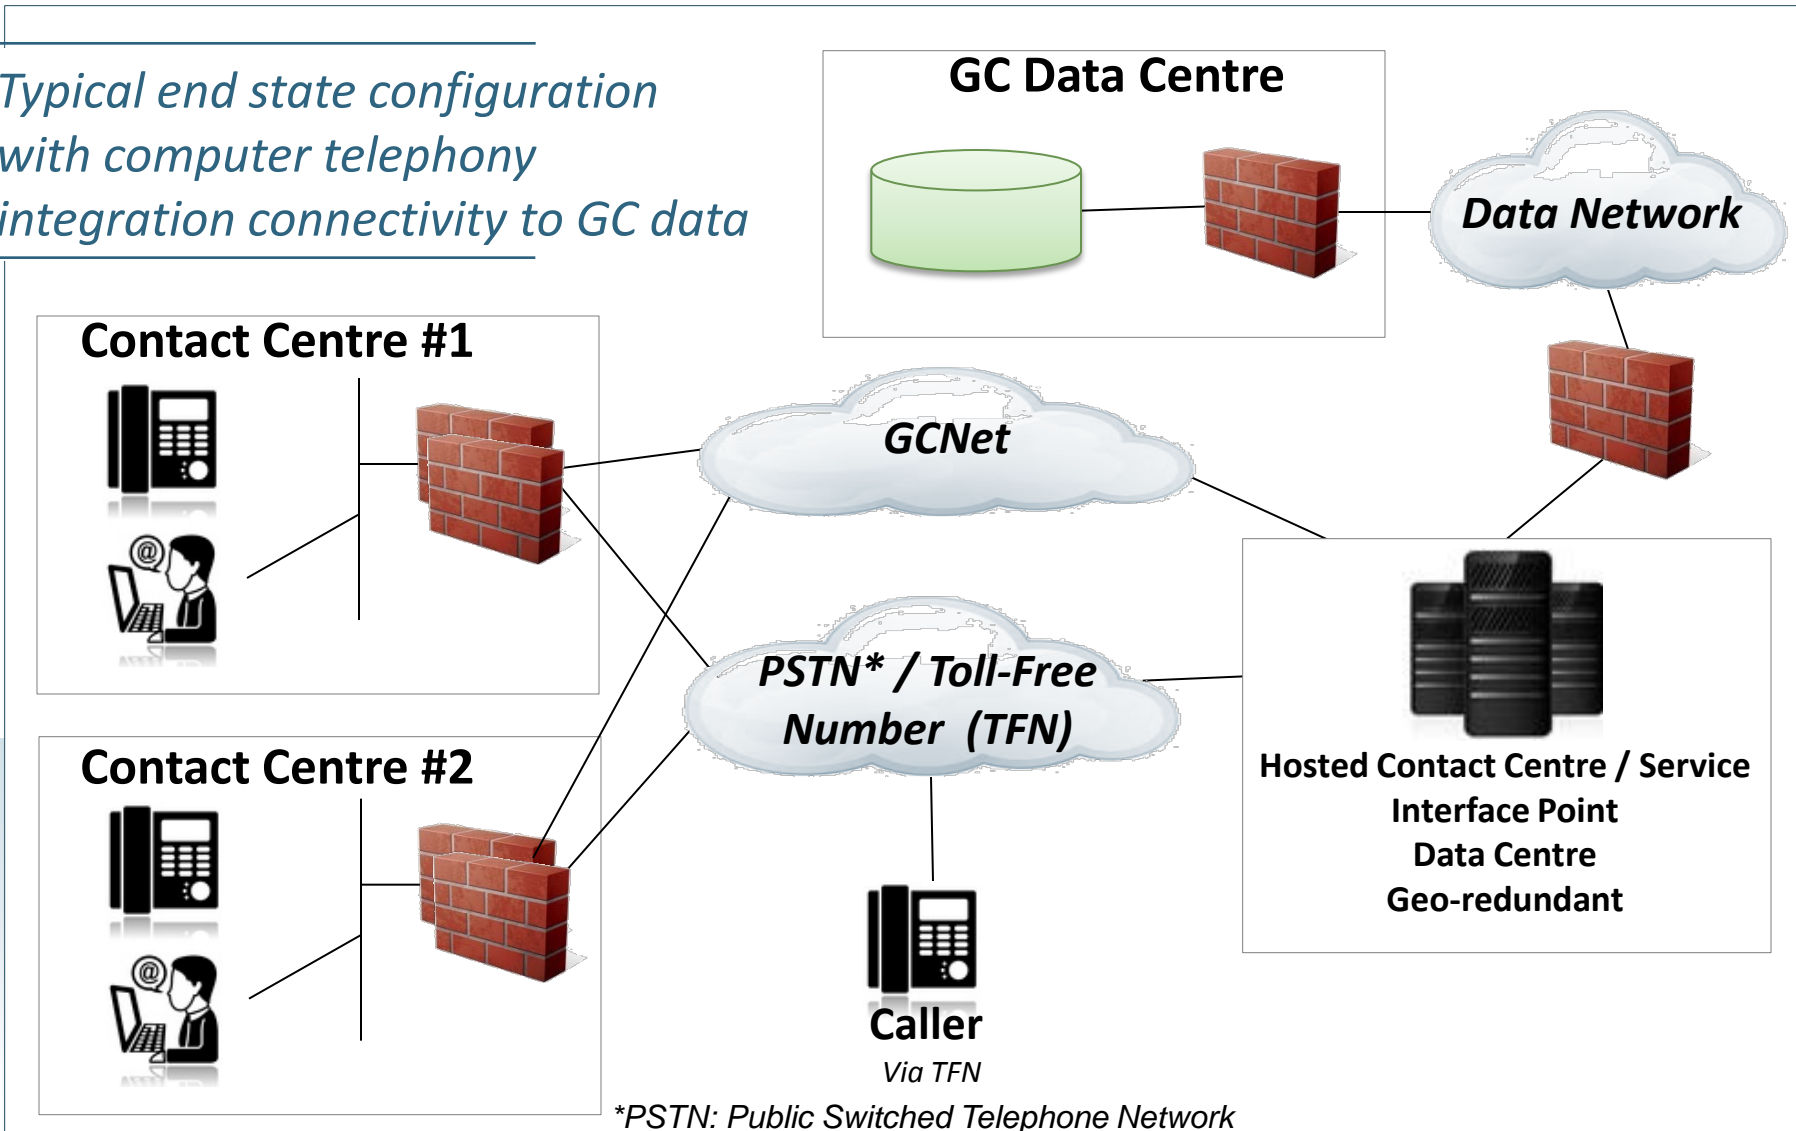 Typical end state configuration
with computer telephony
integration connectivity to GC data
GC Data Centre
Data Network
Contact Centre #1
@
GCNet
PSTN* / Toll-Free
Number (TFN)
Contact Centre #2
@
Hosted Contact Centre / Service
Interface Point
Data Centre
Geo-redundant
Caller
Via TFN
*PSTN: Public Switched Telephone Network